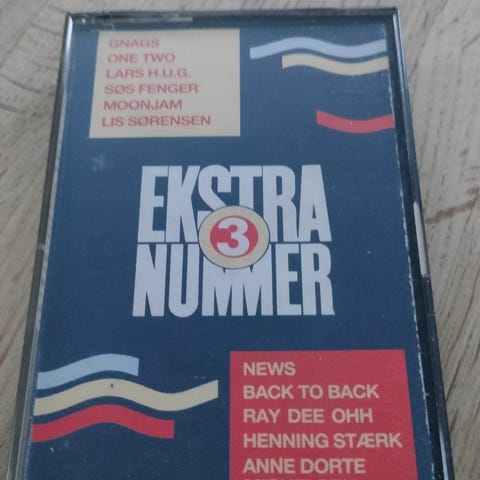 GNAGS
ONE TWO
LARS H.U.G.
SØS FENGER
MOONJAM
LIS SØRENSEN
EKSTRA
3
NUMMER
NEWS
BACK TO BACK
RAY DEE OHH
HENNING STÆRK
ANNE DORTE